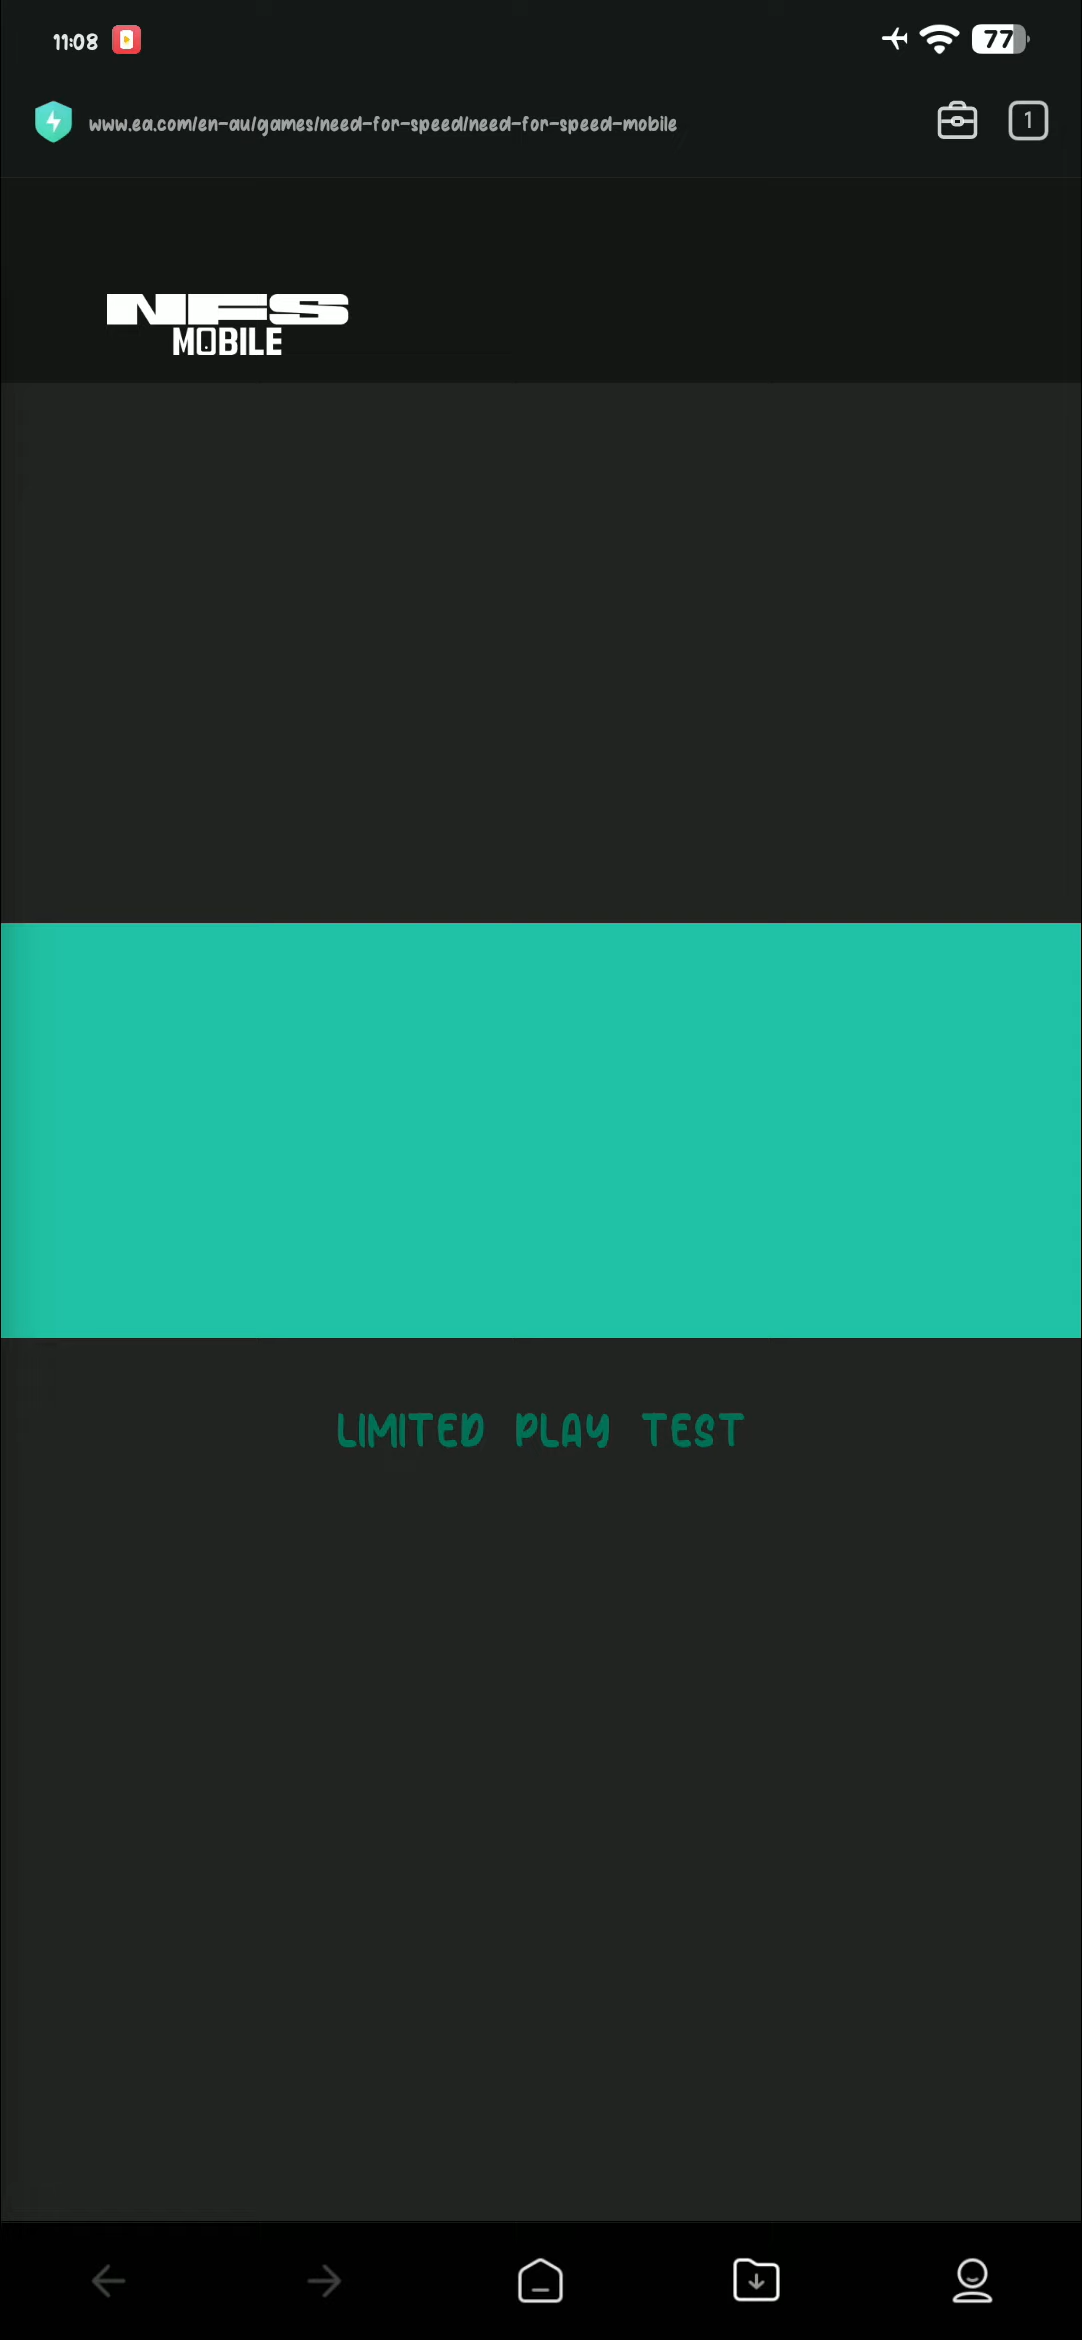 11:08
77
www.ea.com/en-au/games/need-for-speed/need-for-speed-mobile
1
NFS
MOBILE
LIMITED PLAY TEST